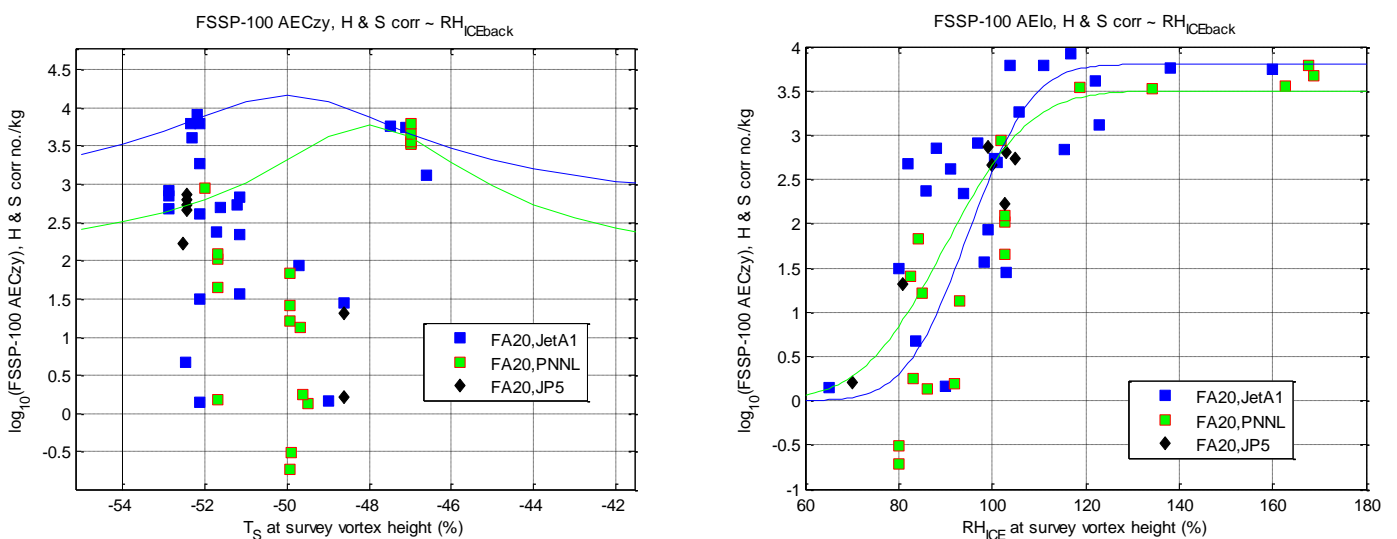 FSSP-100 AECzy, H & S corr ~ RH_ICEback
log10(FSSP-100 AECzy), H & S corr no./kg
4.5
4
3.5
3
2.5
2
1.5
1
0.5
0
-0.5
FA20,JetA1
FA20,PNNL
FA20,JP5
-54 -52 -50 -48 -46 -44 -42
T_S at survey vortex height (%)
FSSP-100 AEIo, H & S corr ~ RH_ICEback
log10(FSSP-100 AECzy), H & S corr no./kg
4
3.5
3
2.5
2
1.5
1
0.5
0
-0.5
-1
FA20,JetA1
FA20,PNNL
FA20,JP5
60 80 100 120 140 160 180
RH_ICE at survey vortex height (%)